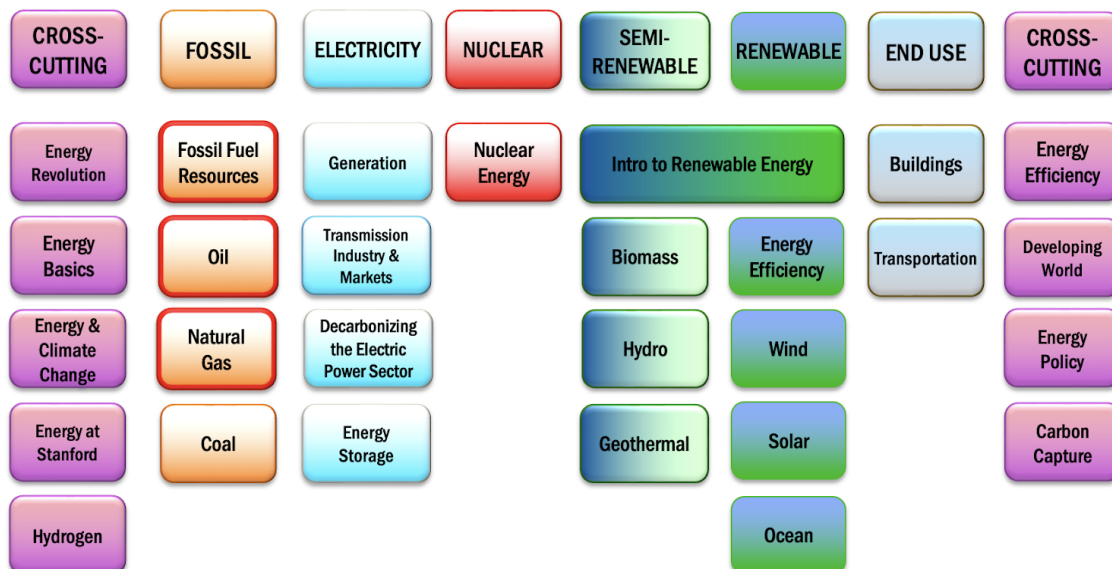 CROSS-
CUTTING
FOSSIL
ELECTRICITY
NUCLEAR
SEMI-
RENEWABLE
RENEWABLE
END USE
CROSS-
CUTTING
Energy
Revolution
Fossil Fuel
Resources
Generation
Nuclear
Energy
Intro to Renewable Energy
Buildings
Energy
Efficiency
Energy
Basics
Oil
Transmission
Industry &
Markets
Biomass
Energy
Efficiency
Transportation
Developing
World
Energy &
Climate
Change
Natural
Gas
Decarbonizing
the Electric
Power Sector
Hydro
Wind
Energy
Policy
Energy at
Stanford
Coal
Energy
Storage
Geothermal
Solar
Carbon
Capture
Hydrogen
Ocean